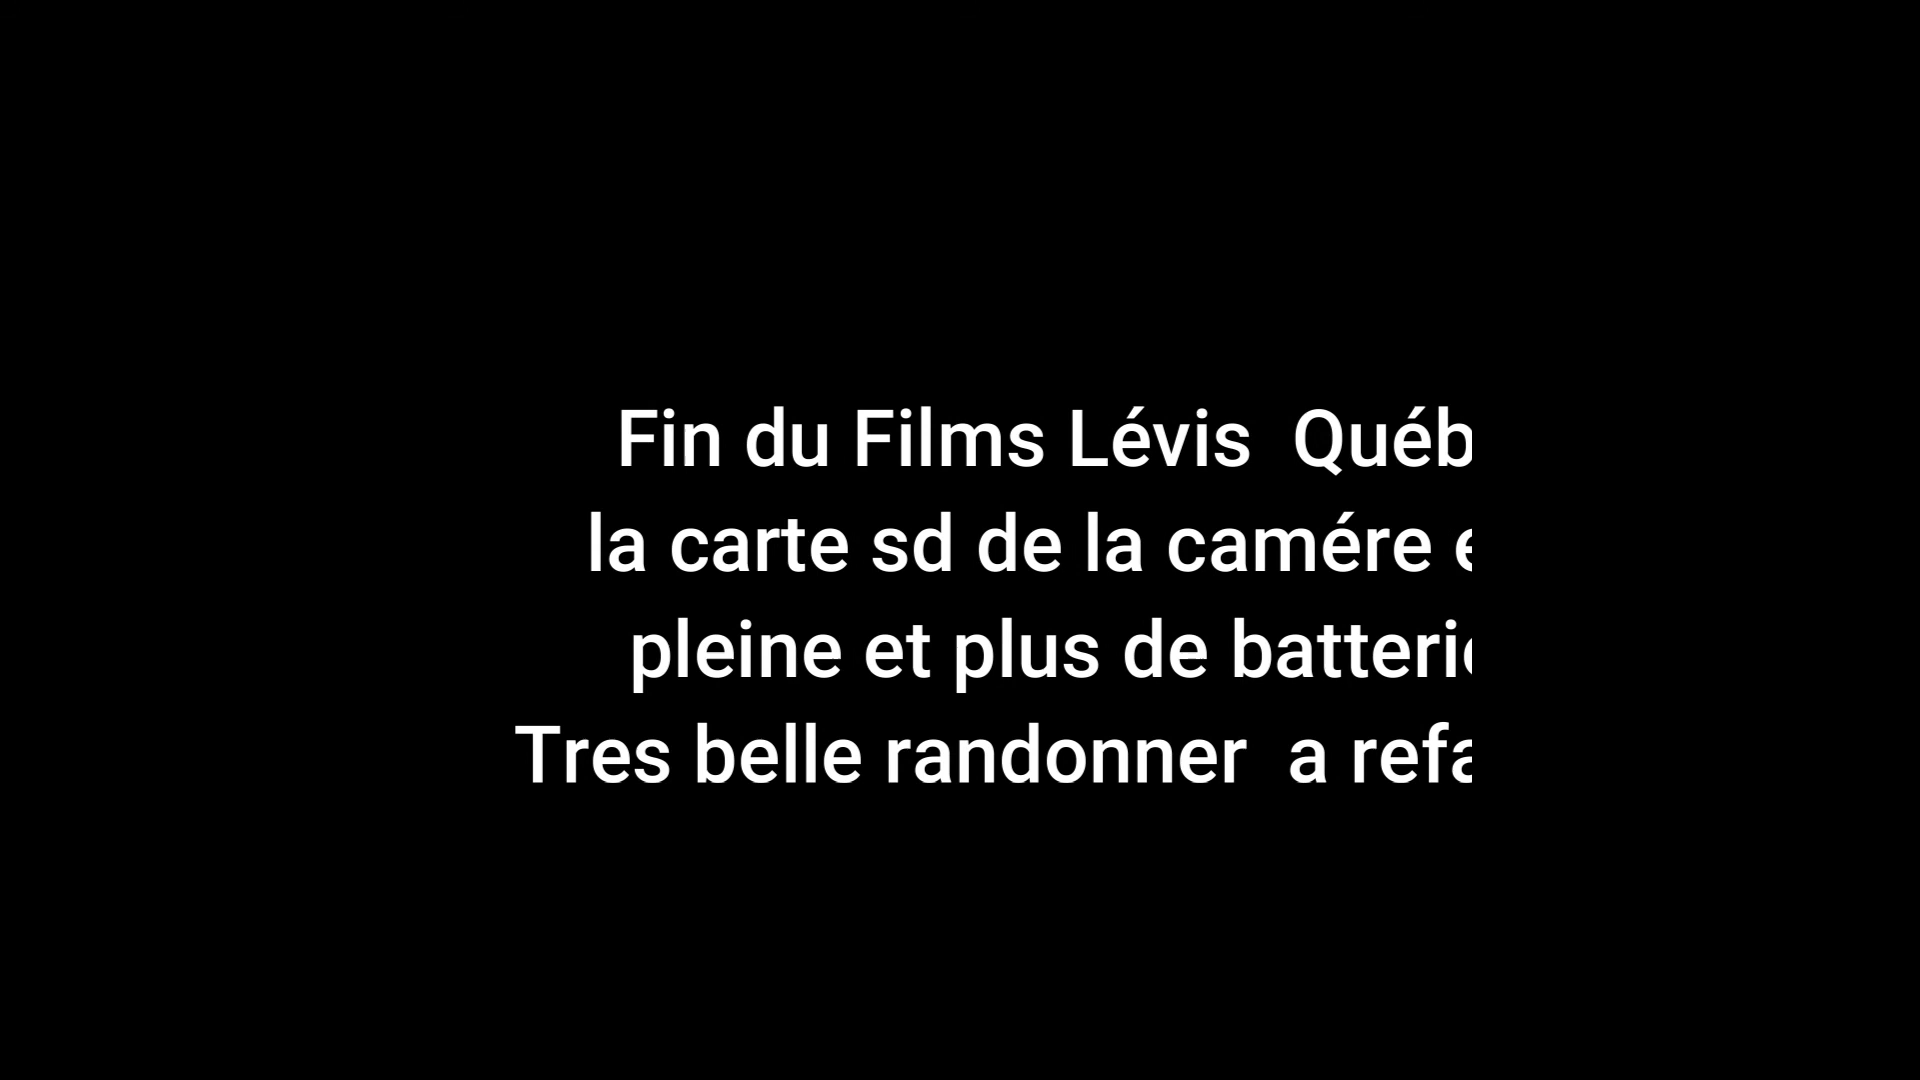 Fin du Films Lévis Québ
la carte sd de la camére
pleine et plus de batterie
Tres belle randonner a refa